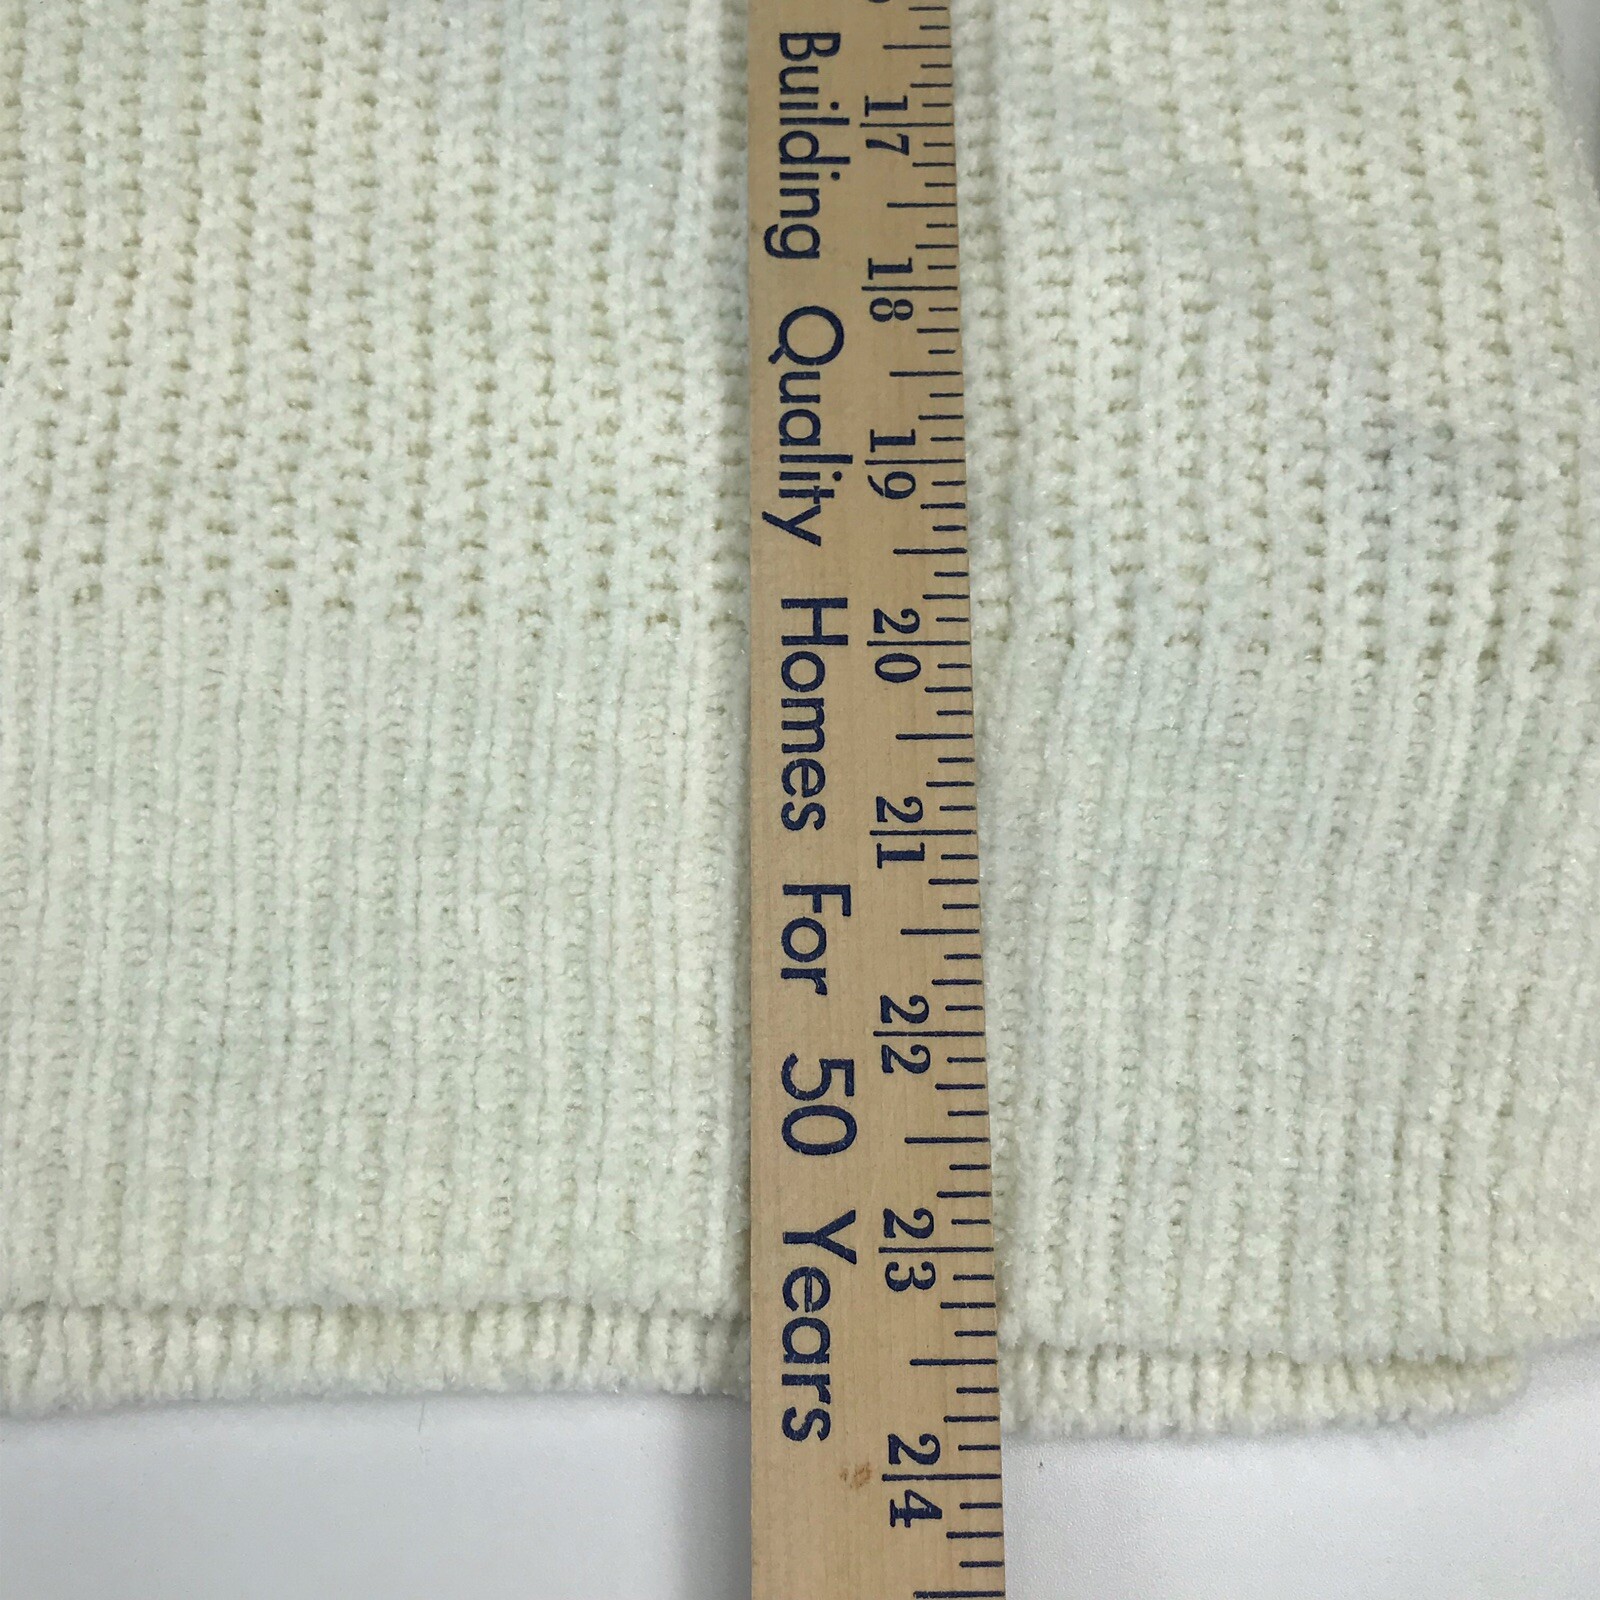 Building Quality Homes For 50 Years
17 18 19 20 21 22 23 24